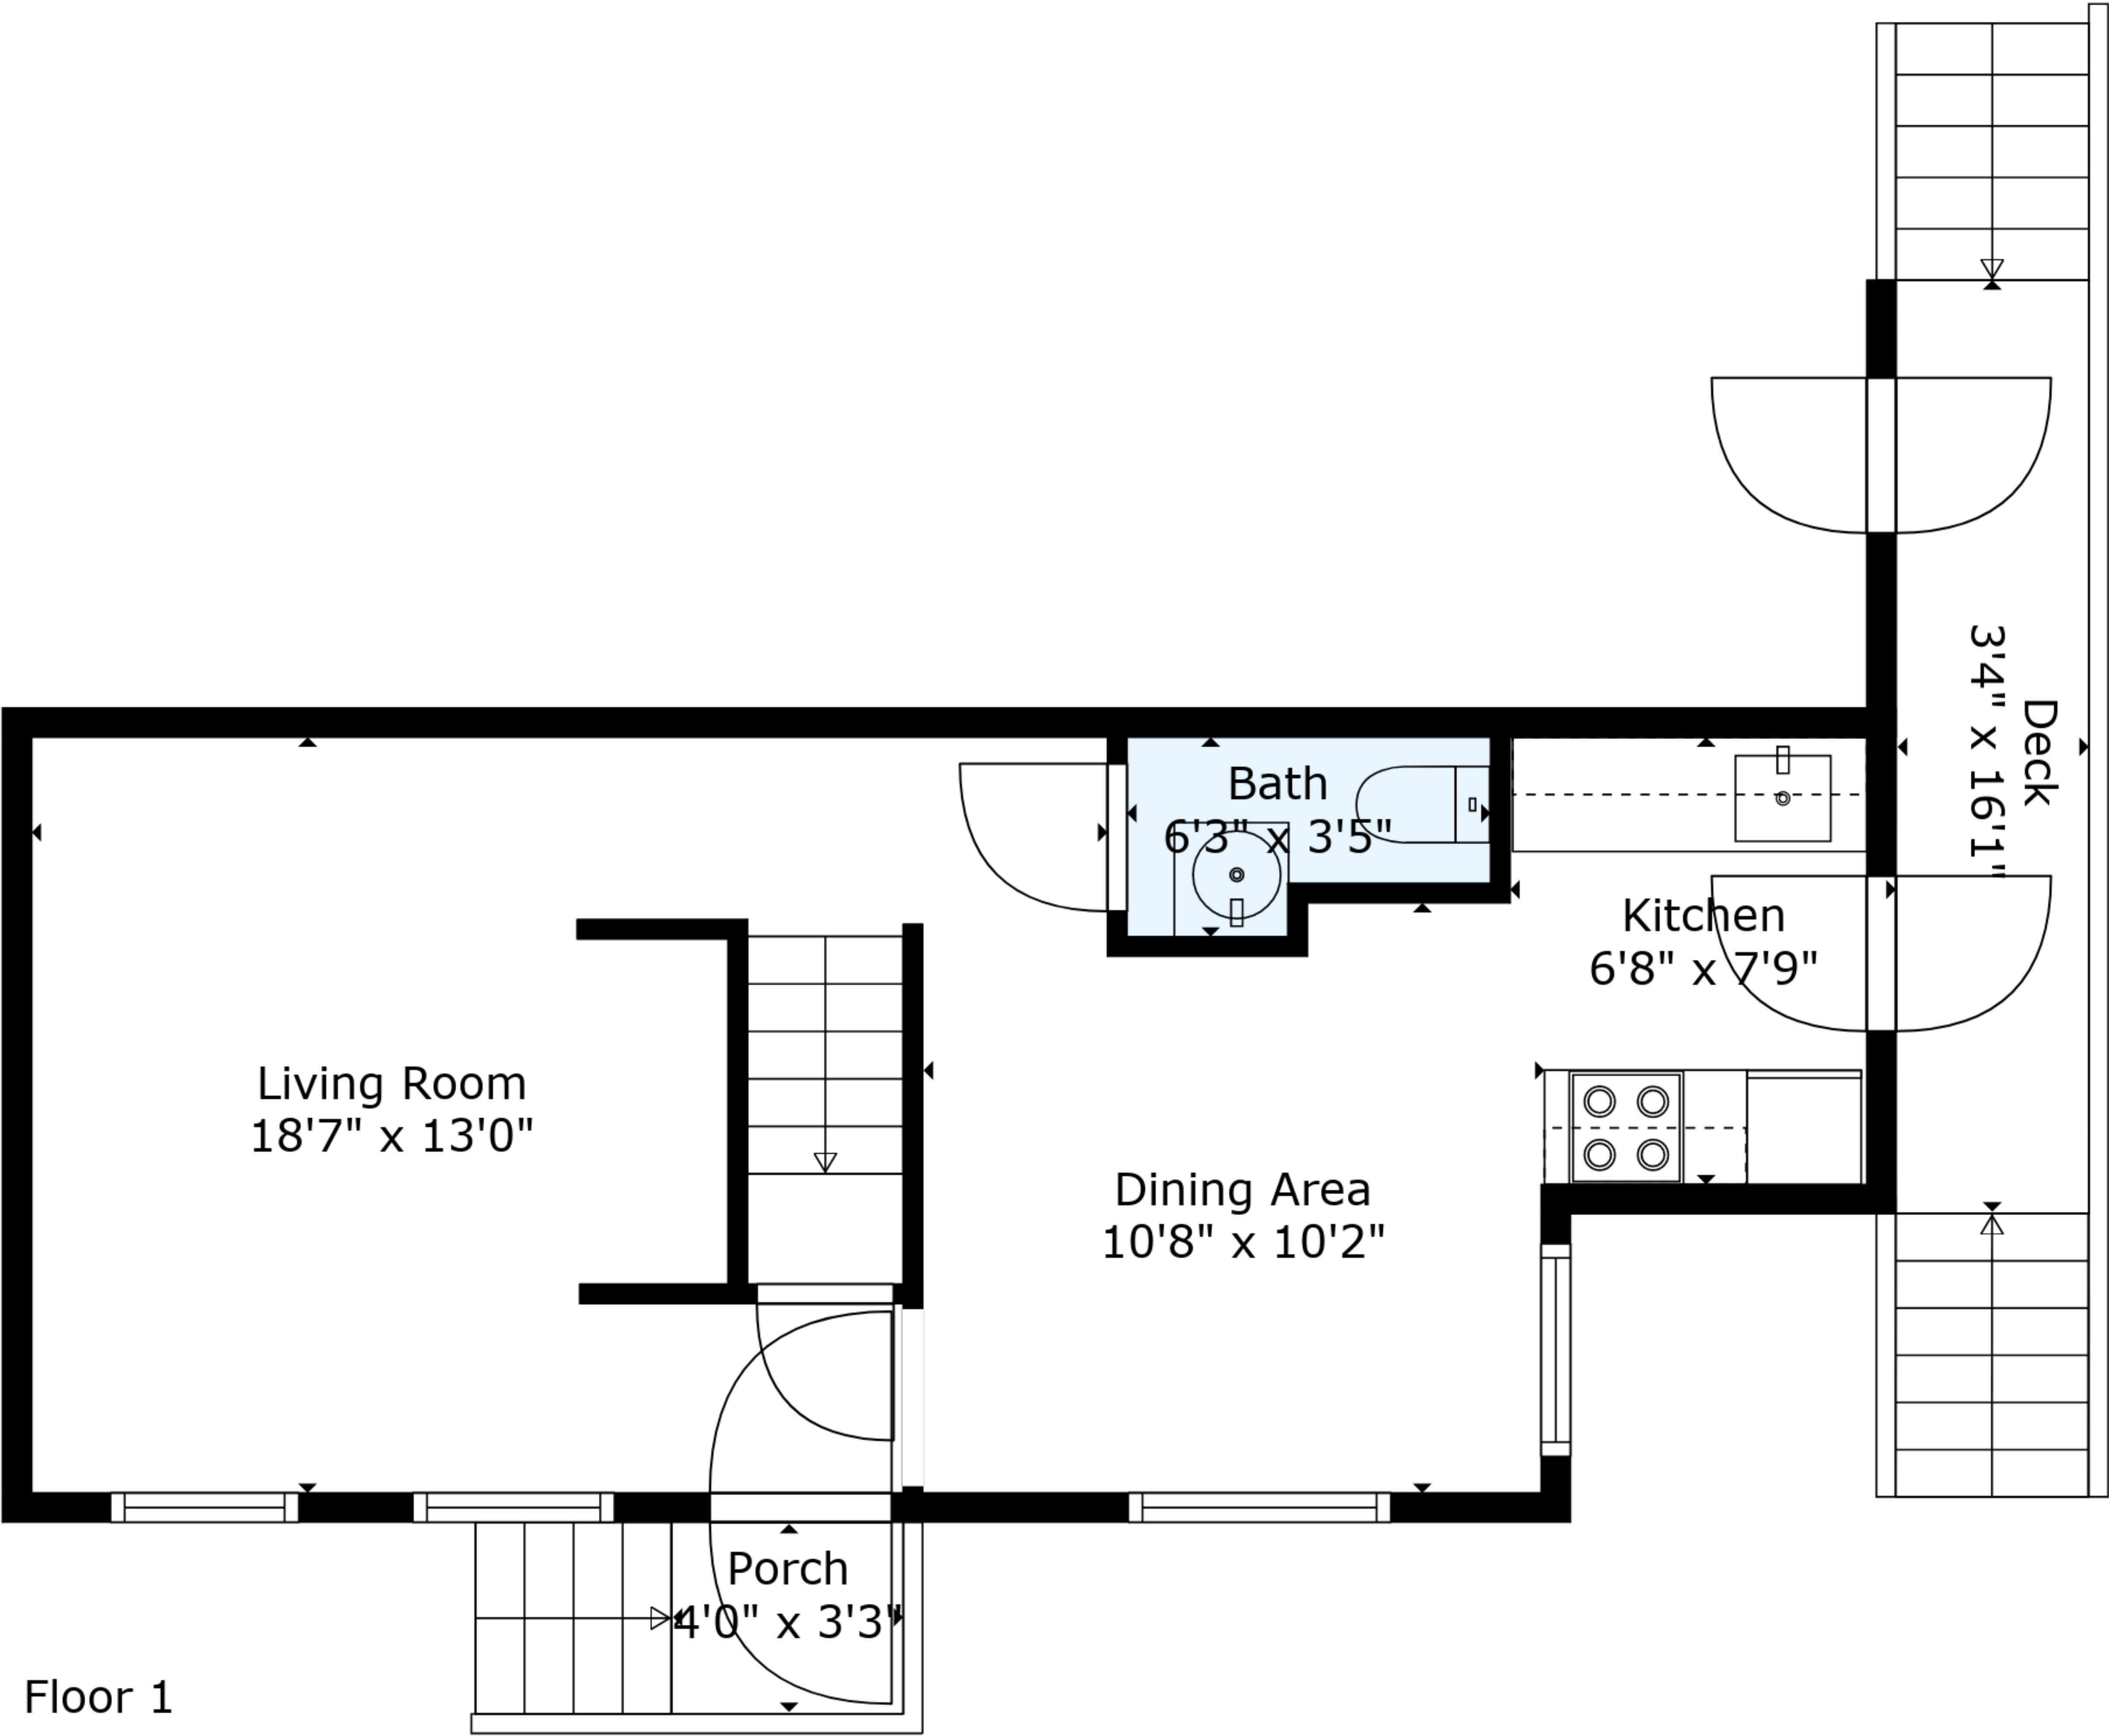 Deck
3'4" x 16'1"
Bath
6'3" x 3'5"
Kitchen
6'8" x 7'9"
Living Room
18'7" x 13'0"
Dining Area
10'8" x 10'2"
Porch
4'0" x 3'3"
Floor 1